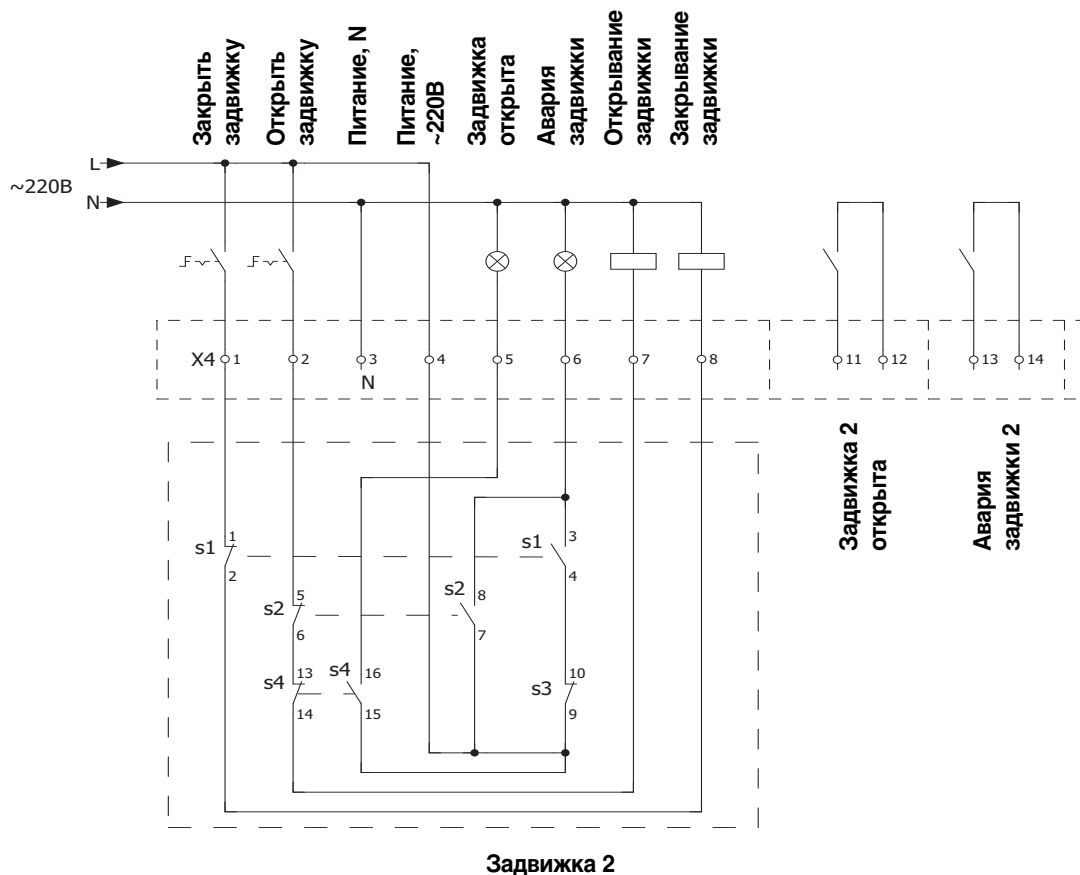 Закрыть
задвижку
Открыть
задвижку
Питание, N
Питание,
~220В
Задвижка
открыта
Авария
задвижки
Открывание
задвижки
Закрывание
задвижки
L
~220В
N
X4 1 2 3 4 5 6 7 8 11 12 13 14
N
Задвижка 2
открыта
Авария
задвижки 2
1 3
s1 s1
2 4
5 s2 8
s2
6 7
13 s4 16 10
s4 s3
14 15 9
Задвижка 2